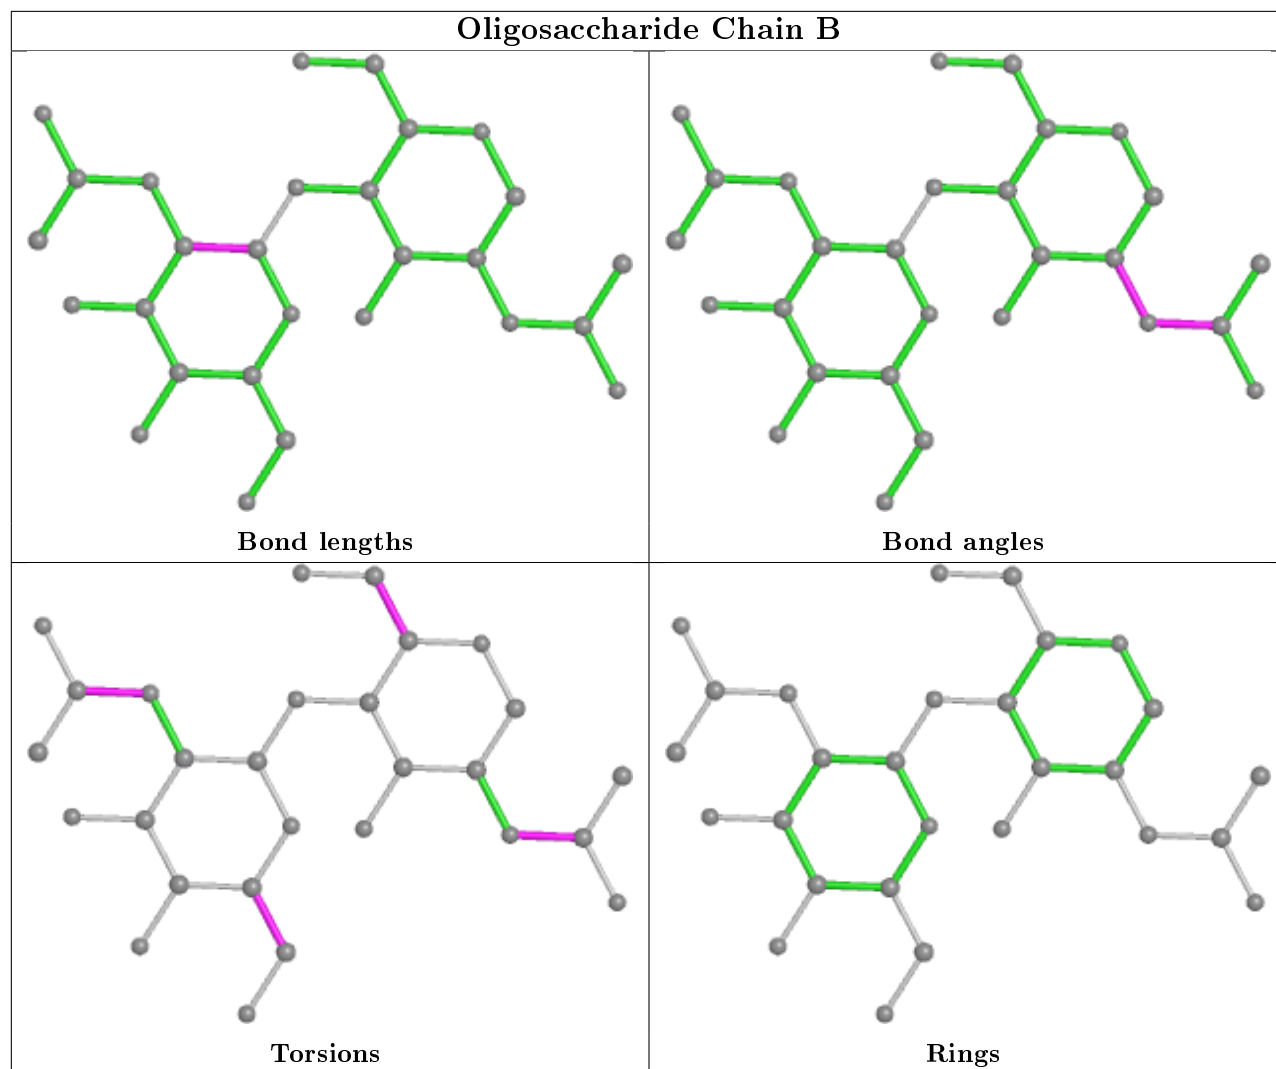 Oligosaccharide Chain B
Bond lengths
Bond angles
Torsions
Rings